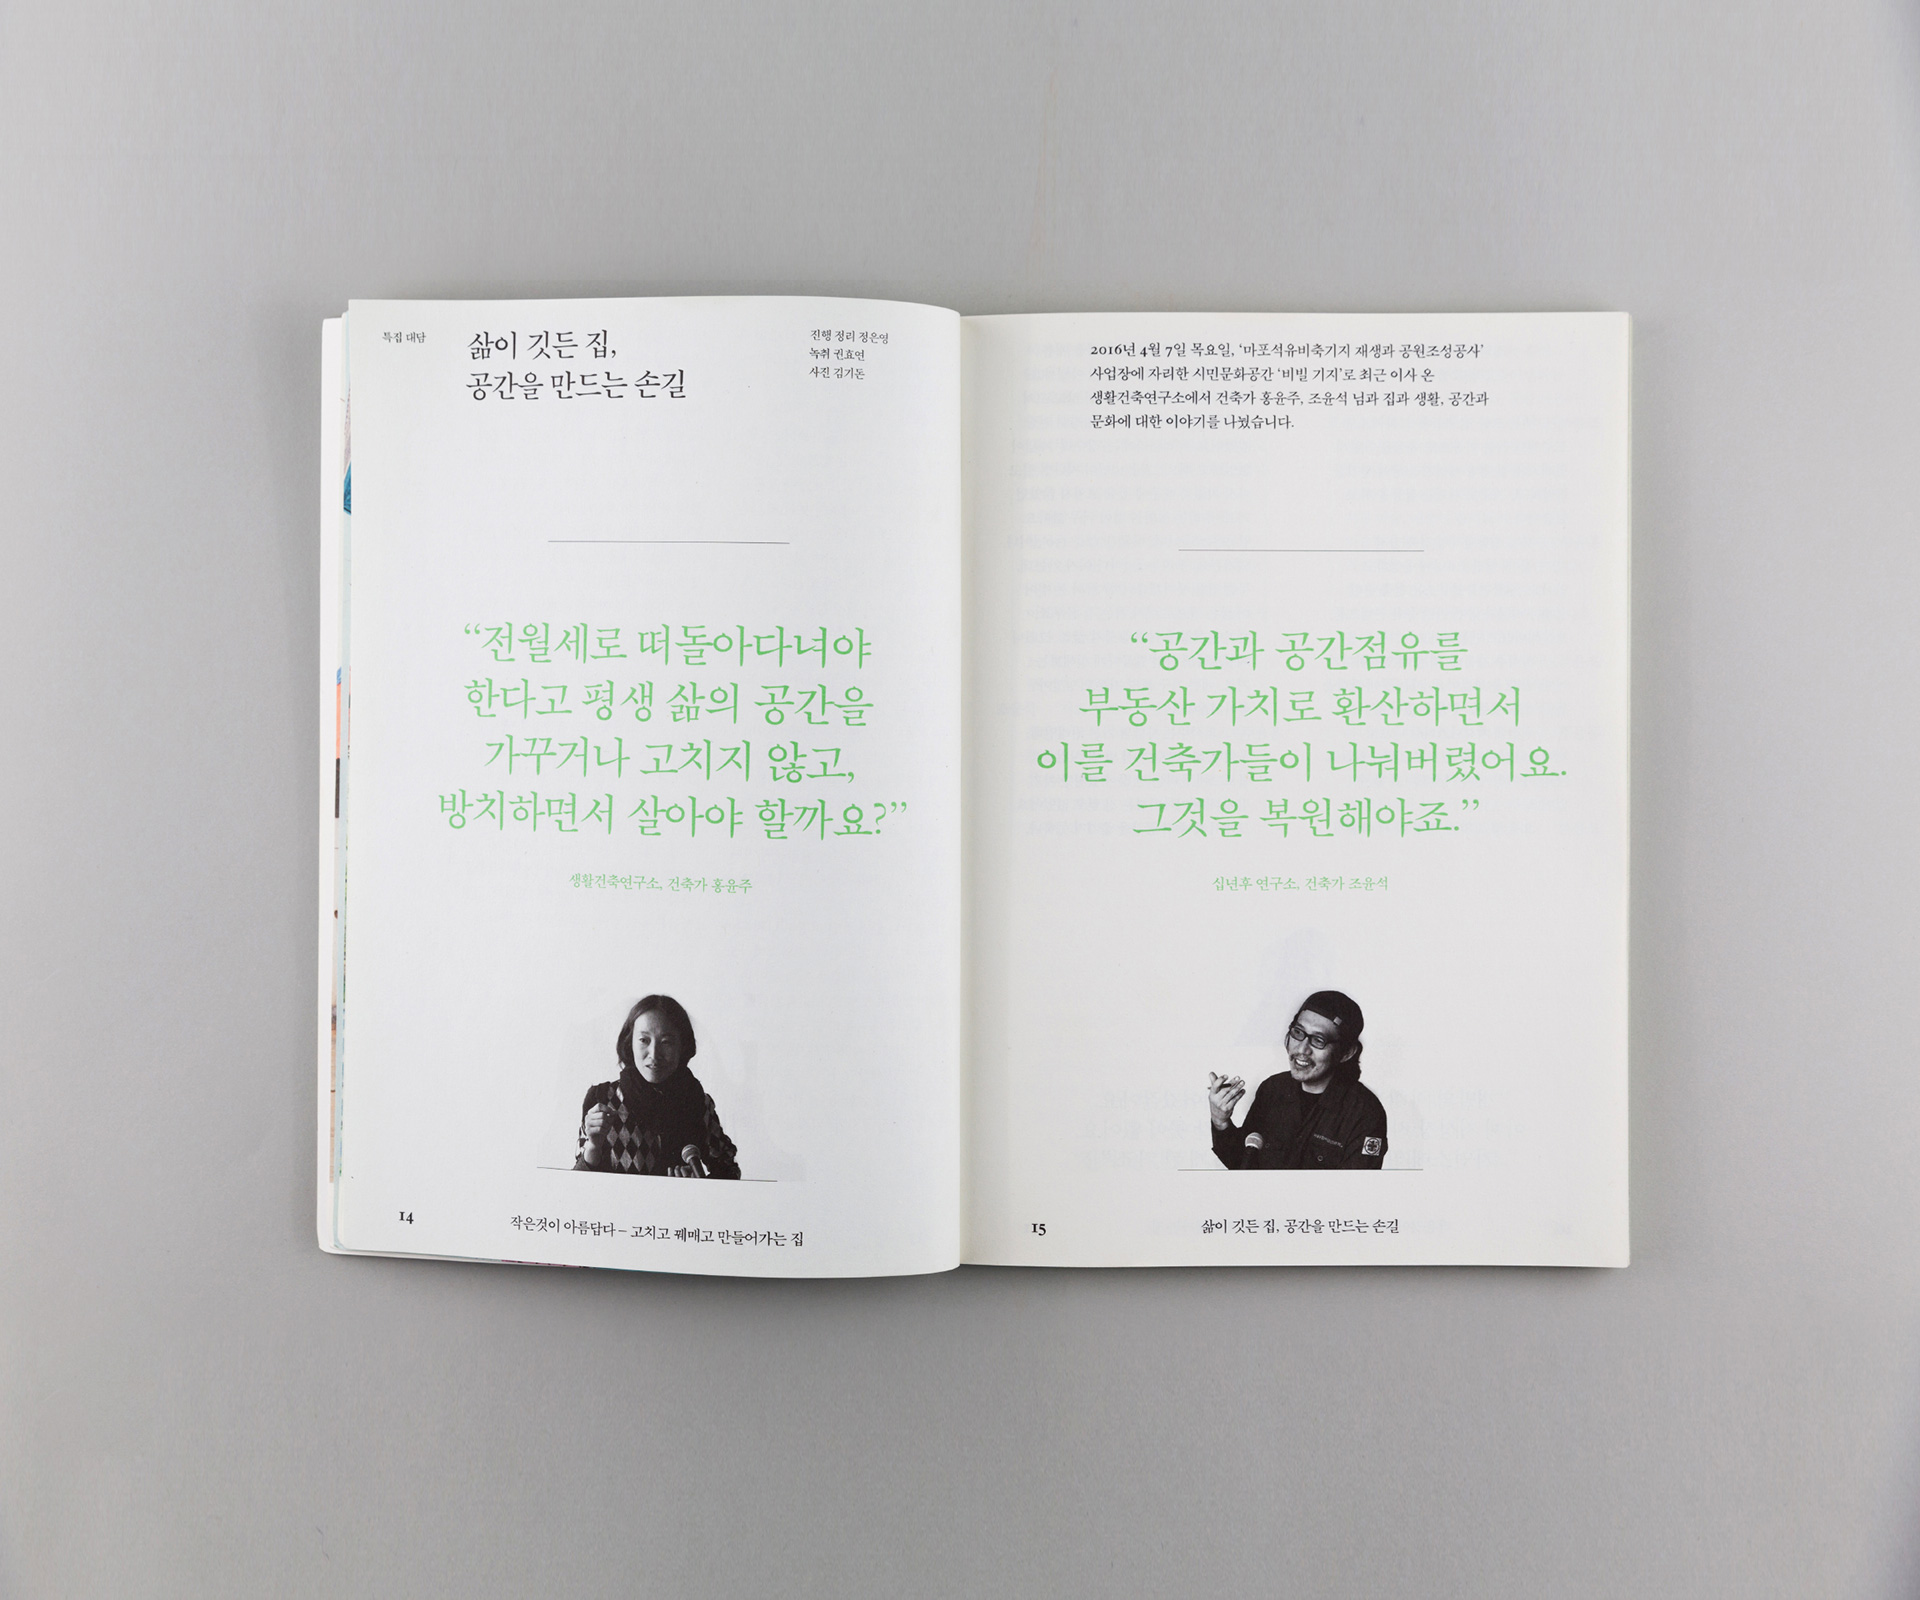 특집 대담
삶이 깃든 집,
공간을 만드는 손길
진행 정리 정은영
녹취 권효연
사진 김기돈
“전월세로 떠돌아다녀야
한다고 평생 삶의 공간을
가꾸거나 고치지 않고,
방치하면서 살아야 할까요?”
생활건축연구소, 건축가 홍윤주
14
작은것이 아름답다 – 고치고 꿰매고 만들어가는 집
2016년 4월 7일 목요일, ‘마포석유비축기지 재생과 공원조성공사’
사업장에 자리한 시민문화공간 ‘비빌 기지’로 최근 이사 온
생활건축연구소에서 건축가 홍윤주, 조윤석 님과 집과 생활, 공간과
문화에 대한 이야기를 나눴습니다.
“공간과 공간점유를
부동산 가치로 환산하면서
이를 건축가들이 나눠버렸어요.
그것을 복원해야죠.”
십년후 연구소, 건축가 조윤석
15
삶이 깃든 집, 공간을 만드는 손길